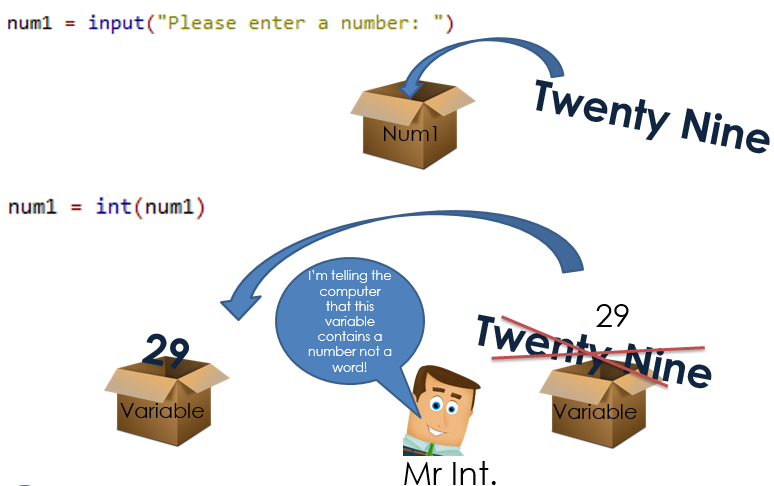 num1 = input("Please enter a number: ")
Twenty Nine
Num1
num1 = int(num1)
I'm telling the
computer
that this
variable
contains a
number not a
word!
29
Twenty Nine
29
Variable
Variable
Mr Int.